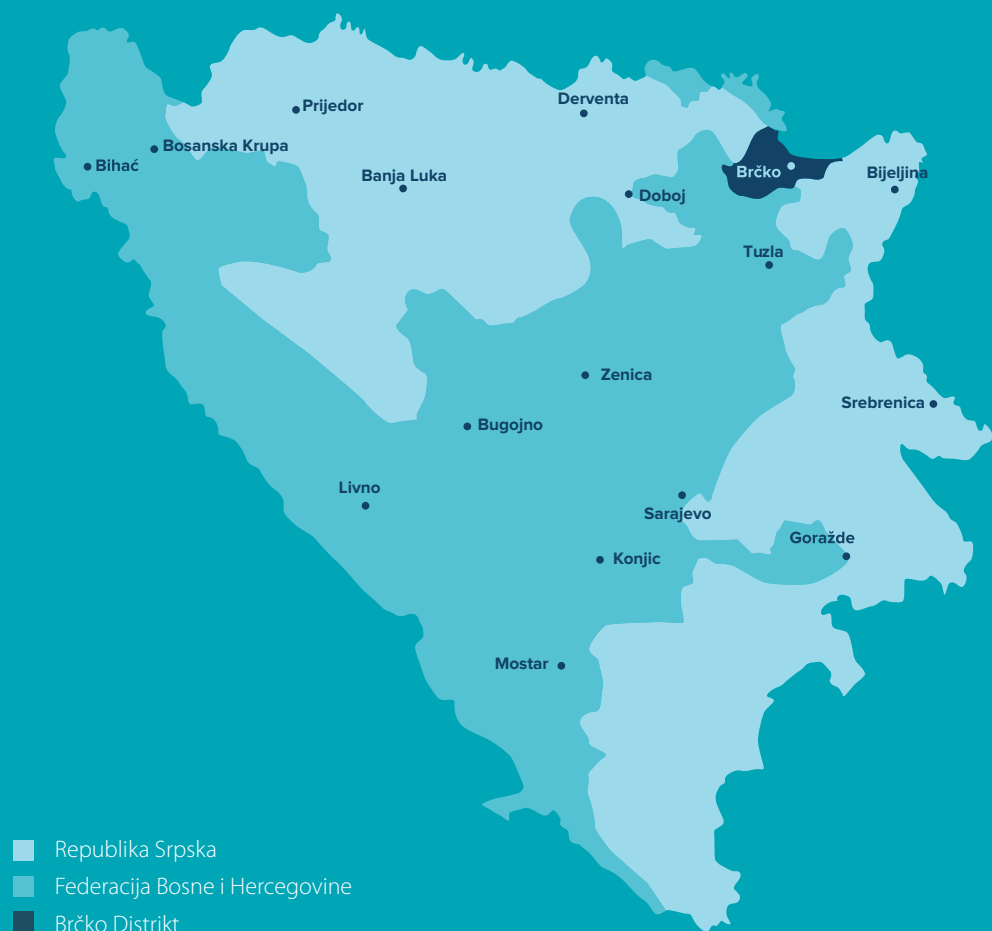 Prijedor
Derventa
Bosanska Krupa
Bihać
Banja Luka
Brčko
Bijeljina
Doboj
Tuzla
Zenica
Srebrenica
Bugojno
Livno
Sarajevo
Goražde
Konjic
Mostar
Republika Srpska
Federacija Bosne i Hercegovine
Brčko Distrikt